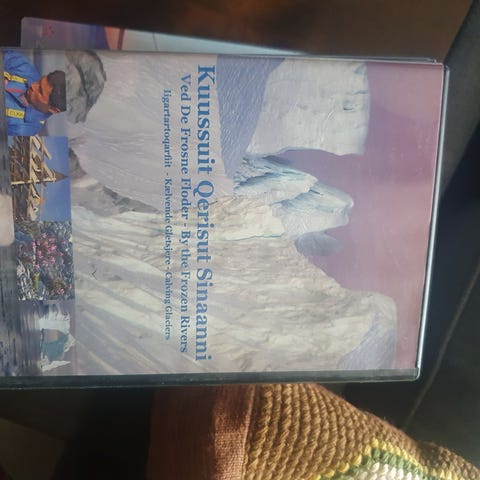 Kuussuit Qerisut Sinaanni
Ved De Frosne Floder - By the Frozen Rivers
Iigartartoqarfiit - Kælvende Gletsjere - Calving Glaciers